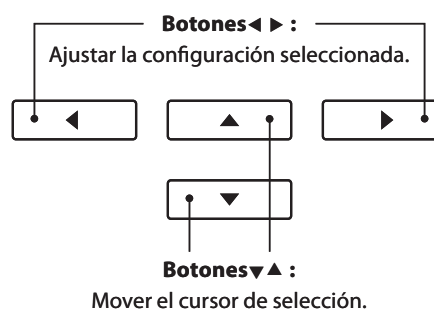 Botones◀ ▶ :
Ajustar la configuración seleccionada.
Botones▼▲ :
Mover el cursor de selección.